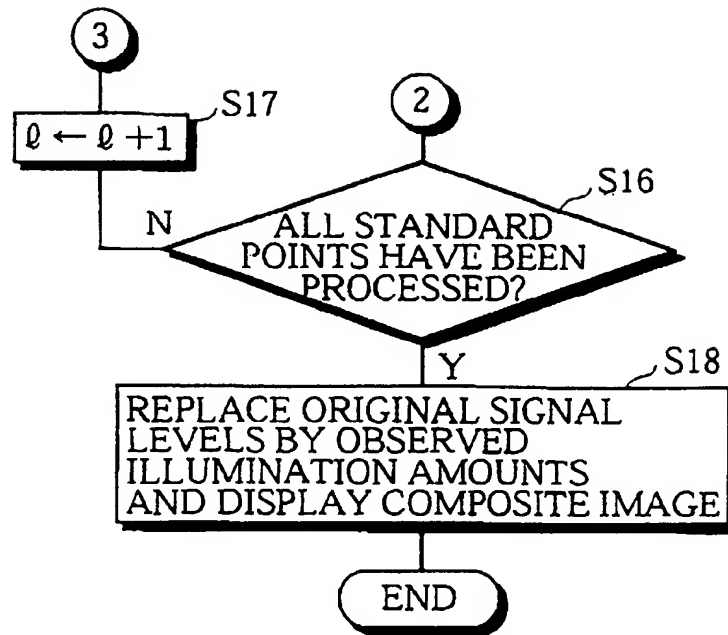 3
S17
ℓ ← ℓ +1
2
S16
N
ALL STANDARD
POINTS HAVE BEEN
PROCESSED?
Y
S18
REPLACE ORIGINAL SIGNAL
LEVELS BY OBSERVED
ILLUMINATION AMOUNTS
AND DISPLAY COMPOSITE IMAGE
END